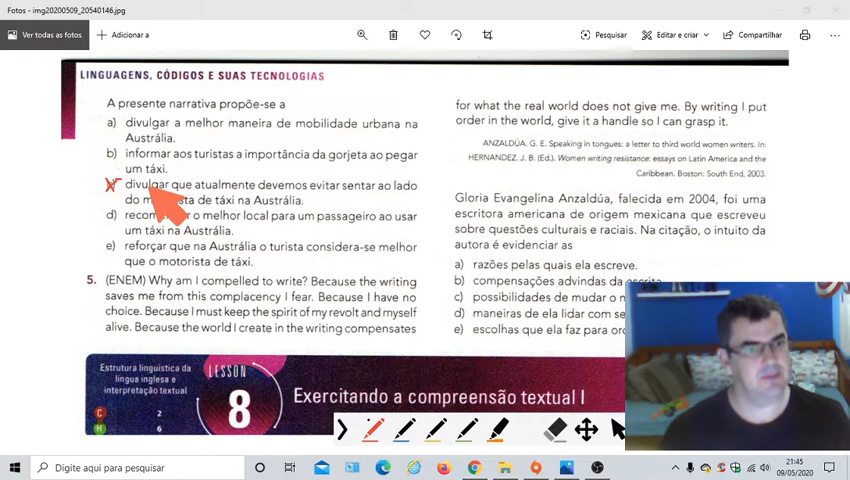 Fotos - img20200509_20540146.jpg
Ver todas as fotos
Adicionar a
Pesquisar
Editar e criar
Compartilhar
LINGUAGENS, CÓDIGOS E SUAS TECNOLOGIAS
A presente narrativa propõe-se a
a) divulgar a melhor maneira de mobilidade urbana na
Austrália.
b) informar aos turistas a importância da gorjeta ao pegar
um táxi.
divulgar que atualmente devemos evitar sentar ao lado
do motorista de táxi na Austrália.
d) o melhor local para um passageiro ao usar
um táxi na Austrália.
e) reforçar que na Austrália o turista considera-se melhor
que o motorista de táxi.
5. (ENEM) Why am I compelled to write? Because the writing
saves me from this complacency I fear. Because I have no
choice. Because I must keep the spirit of my revolt and myself
alive. Because the world I create in the writing compensates
for what the real world does not give me. By writing I put
order in the world, give it a handle so I can grasp it.
ANZALDÚA, G. E. Speaking in tongues: a letter to third world women writers. In:
HERNANDEZ, J. B. (Ed.). Women writing resistance: essays on Latin America and the
Caribbean. Boston: South End, 2003.
Gloria Evangelina Anzaldúa, falecida em 2004, foi uma
escritora americana de origem mexicana que escreveu
sobre questões culturais e raciais. Na citação, o intuito da
autora é evidenciar as
a) razões pelas quais ela escreve.
b) compensações advindas da escrita.
c) possibilidades de mudar o
d) maneiras de ela lidar com
e) escolhas que ela faz para
Estrutura linguística da
língua inglesa e
interpretação textual
C 2
H 6
LESSON
8
Exercitando a compreensão textual I
Digite aqui para pesquisar
21:45
09/05/2020